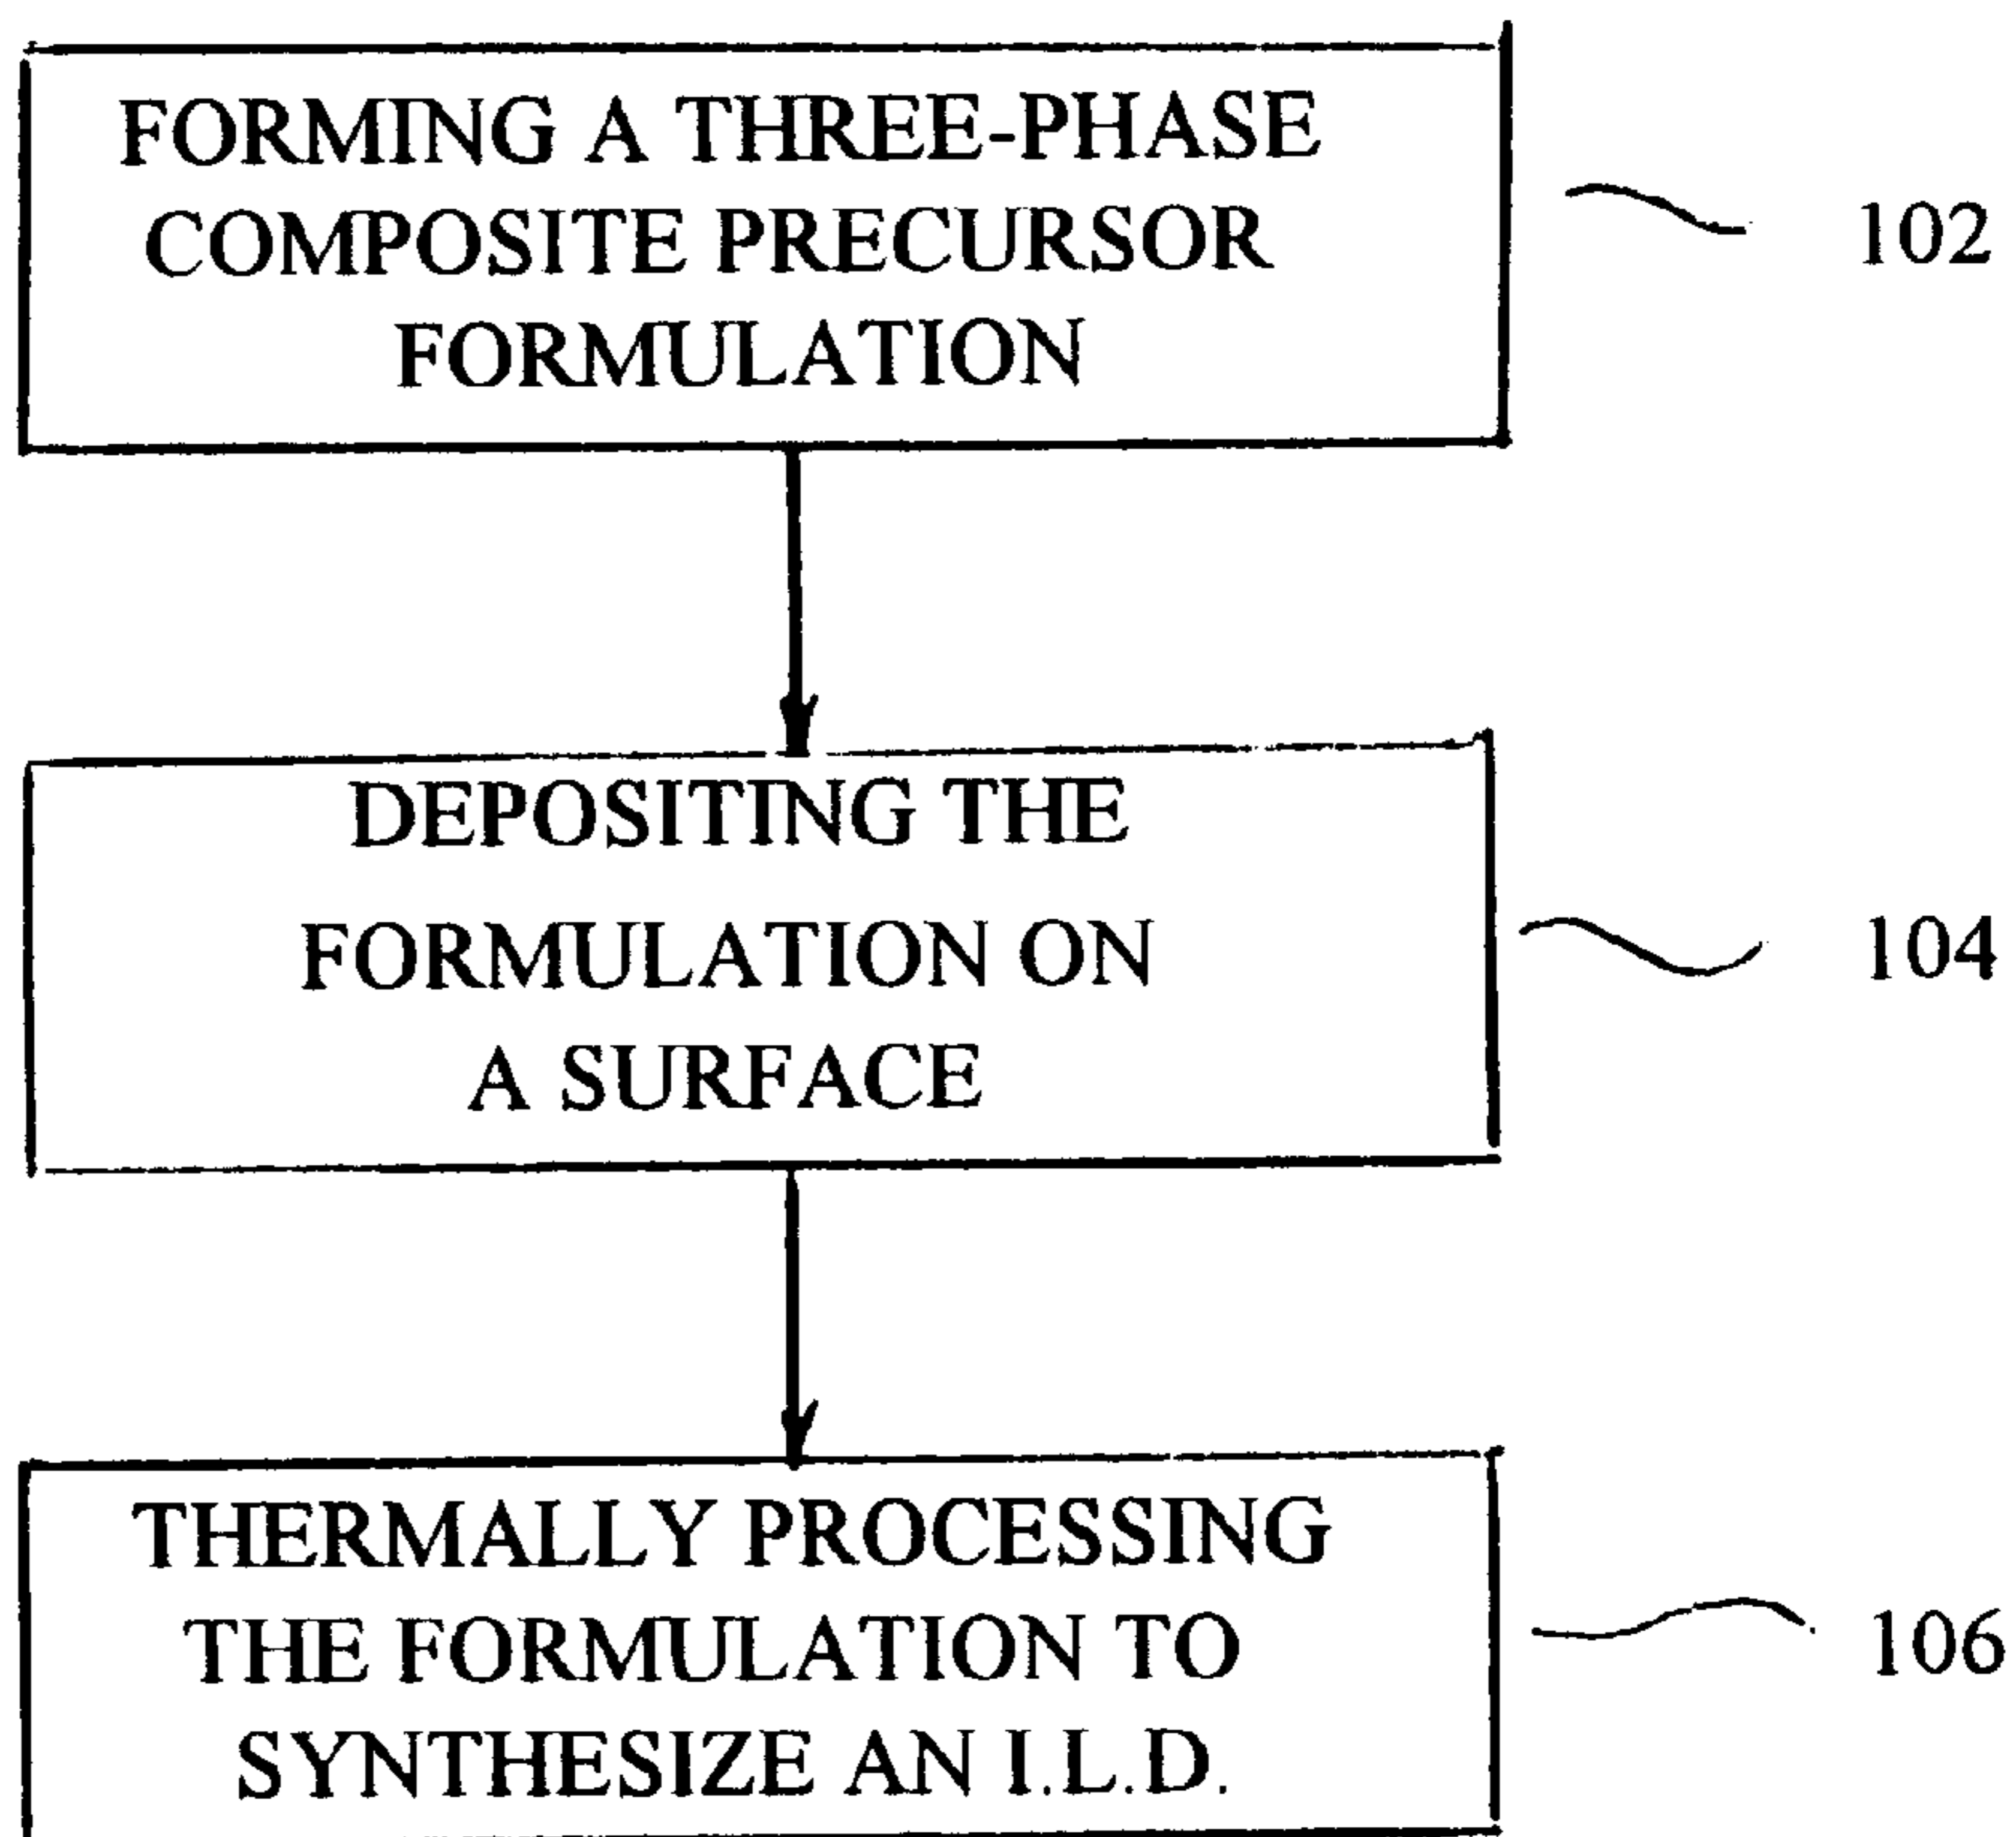 FORMING A THREE-PHASE
COMPOSITE PRECURSOR
FORMULATION
102
DEPOSITING THE
FORMULATION ON
A SURFACE
104
THERMALLY PROCESSING
THE FORMULATION TO
SYNTHESIZE AN I.L.D.
106